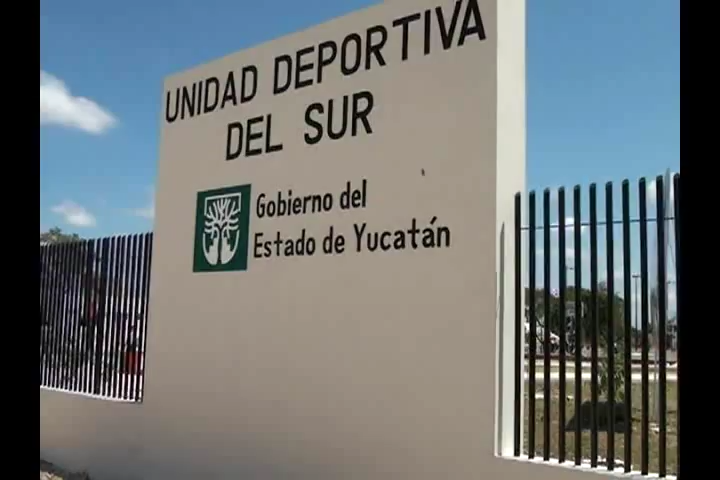 UNIDAD DEPORTIVA
DEL SUR
Gobierno del
Estado de Yucatán